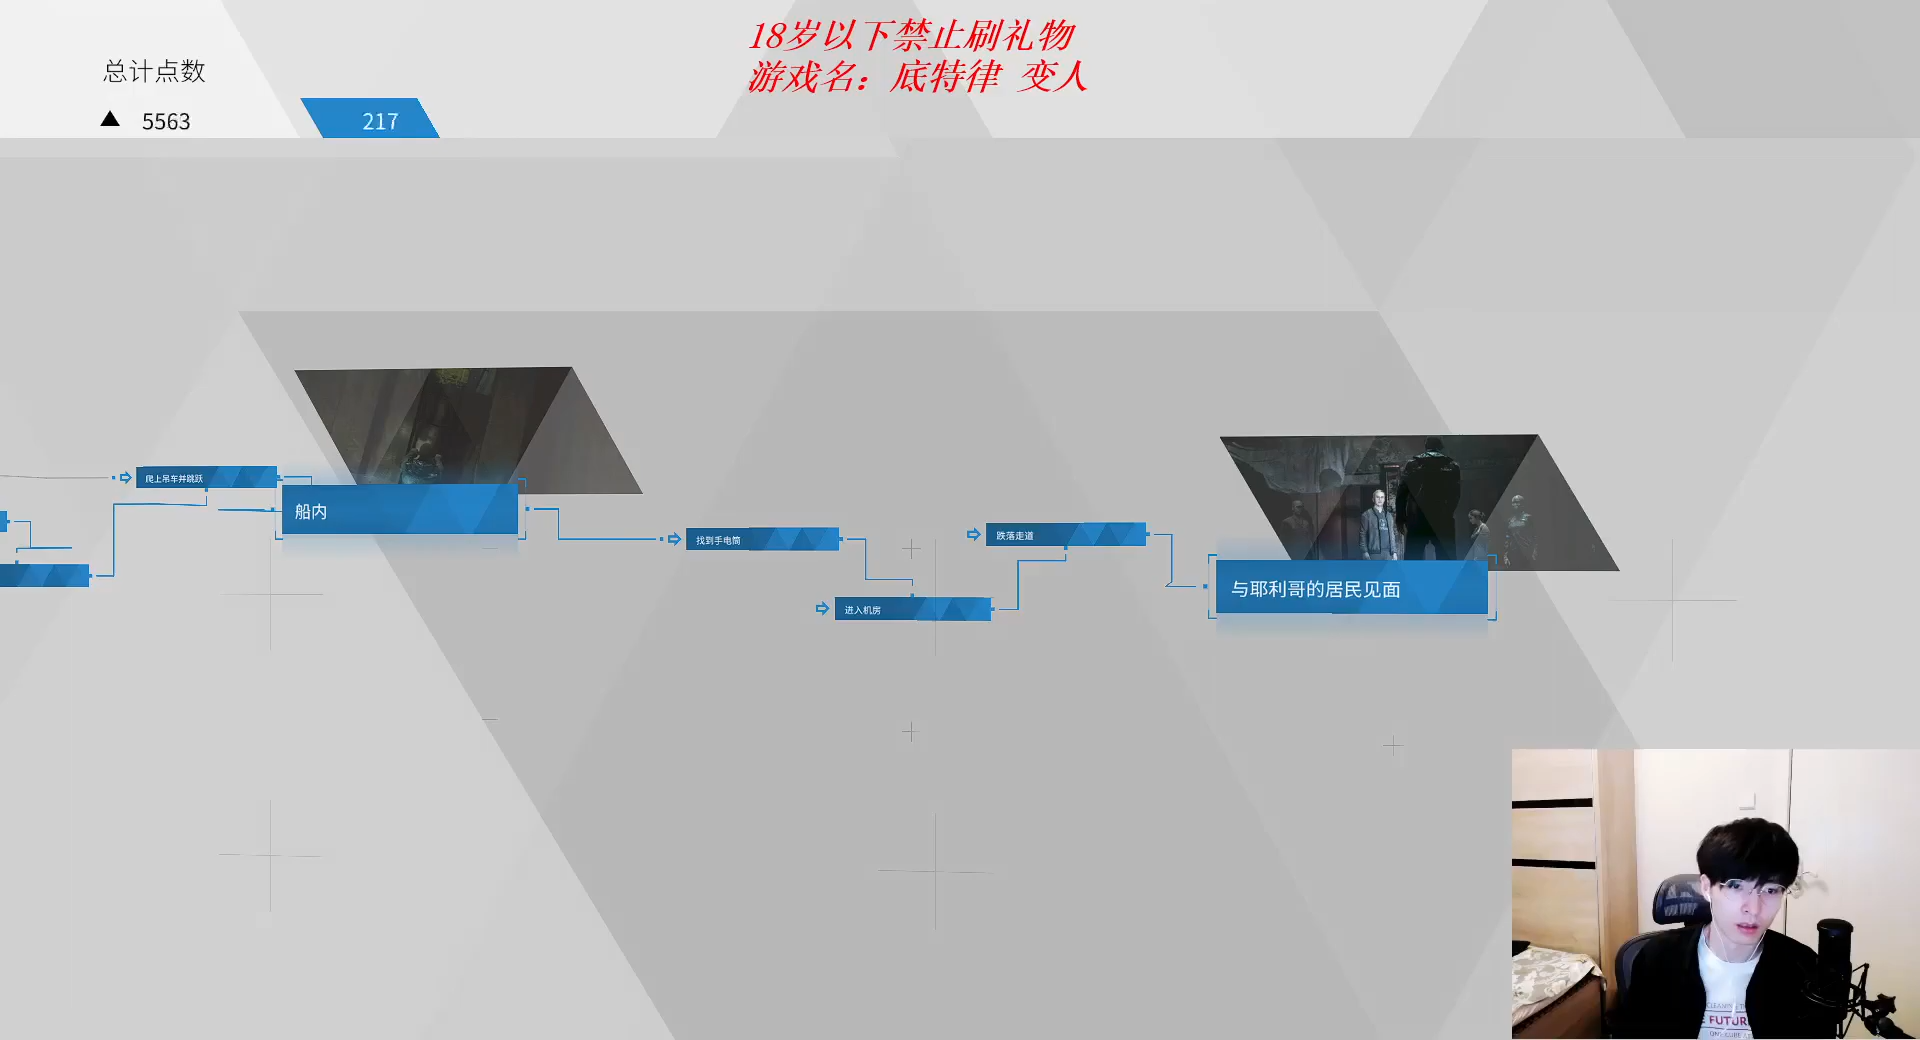 18岁以下禁止刷礼物
游戏名：底特律 变人
总计点数
5563
217
爬上吊车并跳跃
船内
找到手电筒
进入机房
跌落走道
与耶利哥的居民见面
FUTUR